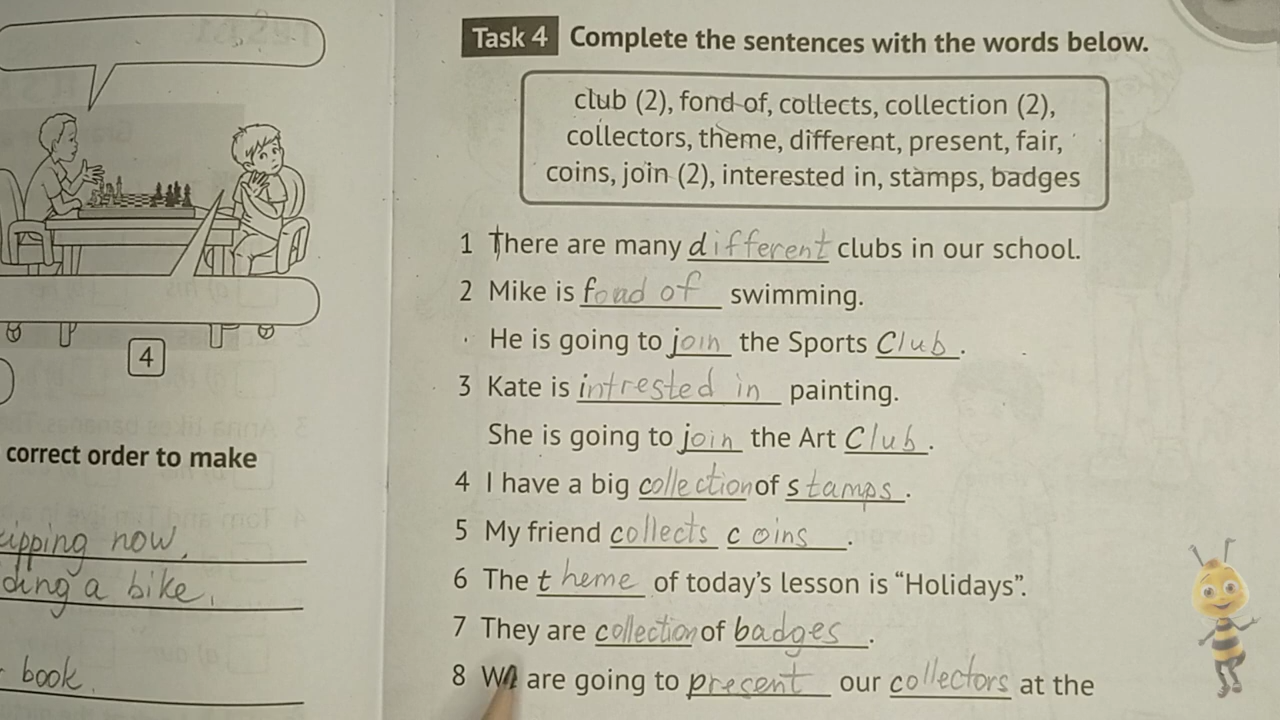 Task 4 Complete the sentences with the words below.
club (2), fond of, collects, collection (2),
collectors, theme, different, present, fair,
coins, join (2), interested in, stamps, badges
1 There are many different clubs in our school.
2 Mike is fond of swimming.
He is going to join the Sports Club.
3 Kate is intrested in painting.
She is going to join the Art Club.
4 I have a big collection of stamps.
5 My friend collects coins.
6 The theme of today's lesson is “Holidays”.
7 They are collection of badges.
8 We are going to present our collectors at the
4
correct order to make
ipping now.
ding a bike.
book.